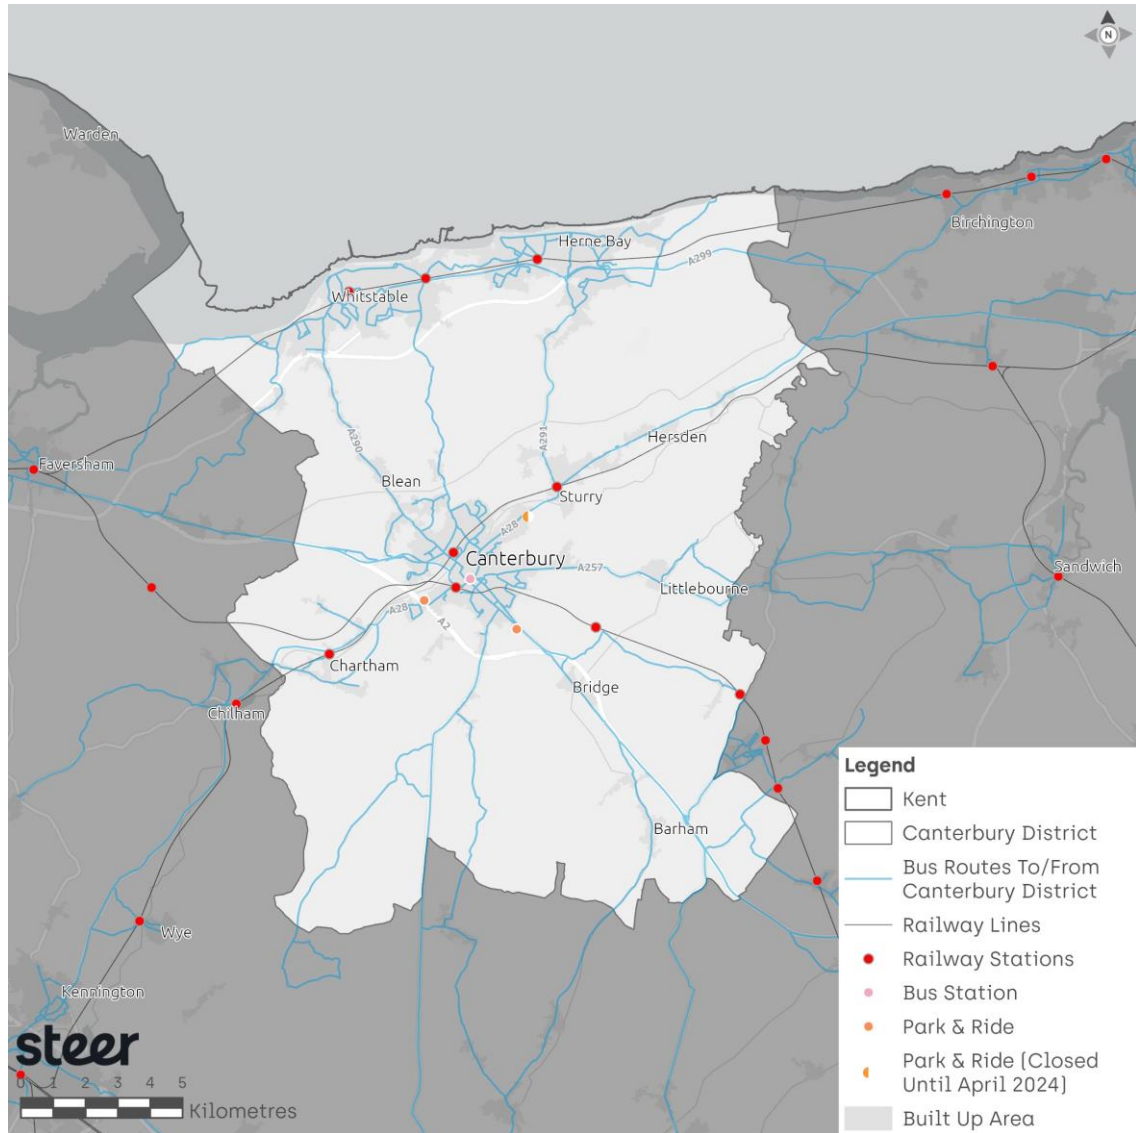 N
Warden
Birchington
Herne Bay
A299
Whitstable
A290
A291
Hersden
Faversham
Blean
Sturry
A28
Canterbury
A257
Sandwich
Littlebourne
A28
A2
Chartham
Bridge
Chilham
Barham
Wye
Kennington
steer
0 1 2 3 4 5
Kilometres
Legend
Kent
Canterbury District
Bus Routes To/From
Canterbury District
Railway Lines
Railway Stations
Bus Station
Park & Ride
Park & Ride (Closed
Until April 2024)
Built Up Area